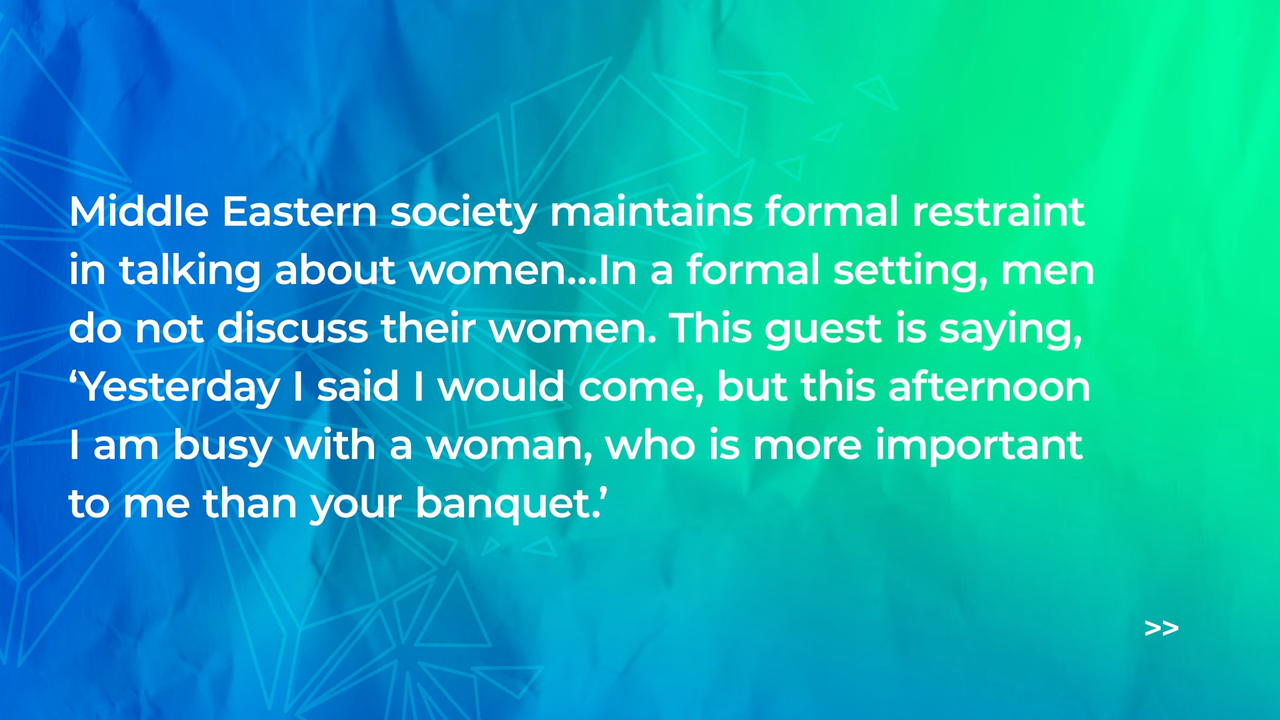 Middle Eastern society maintains formal restraint
in talking about women...In a formal setting, men
do not discuss their women. This guest is saying,
‘Yesterday I said I would come, but this afternoon
I am busy with a woman, who is more important
to me than your banquet.’
>>